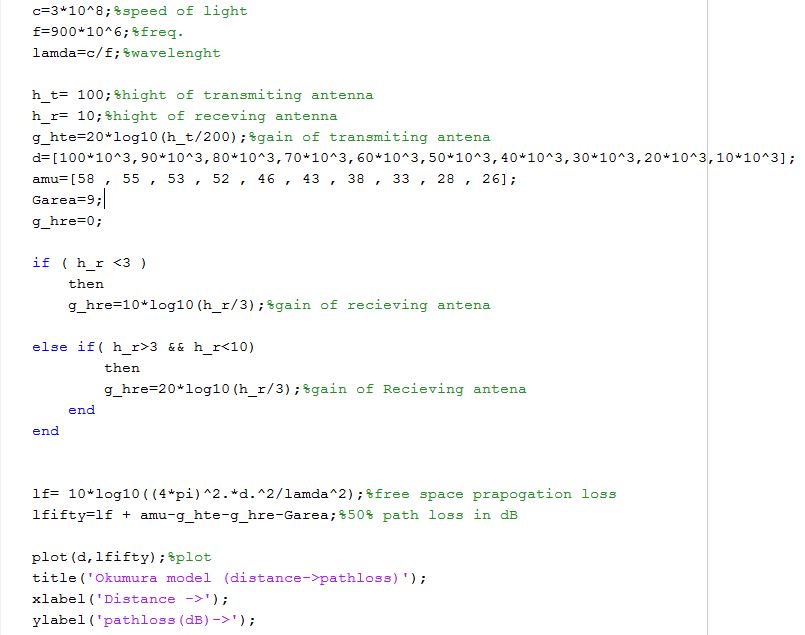 c=3*10^8;%speed of light
f=900*10^6;%freq.
lamda=c/f;%wavelenght
h_t= 100;%hight of transmiting antenna
h_r= 10;%hight of receving antenna
g_hte=20*log10(h_t/200);%gain of transmiting antena
d=[100*10^3,90*10^3,80*10^3,70*10^3,60*10^3,50*10^3,40*10^3,30*10^3,20*10^3,10*10^3];
amu=[58 , 55 , 53 , 52 , 46 , 43 , 38 , 33 , 28 , 26];
Garea=9;
g_hre=0;
if ( h_r <3 )
then
g_hre=10*log10(h_r/3);%gain of recieving antena
else if( h_r>3 && h_r<10)
then
g_hre=20*log10(h_r/3);%gain of Recieving antena
end
end
lf= 10*log10((4*pi)^2.*d.^2/lamda^2);%free space prapogation loss
lfifty=lf + amu-g_hte-g_hre-Garea;%50% path loss in dB
plot(d,lfifty);%plot
title('Okumura model (distance->pathloss)');
xlabel('Distance ->');
ylabel('pathloss(dB)->');